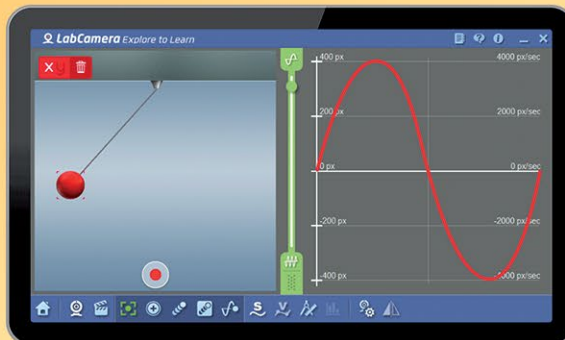 LabCamera Explore to Learn
X y
400 px 4000 px/sec
200 px 2000 px/sec
0 px 0 px/sec
-200 px -2000 px/sec
-400 px
S V